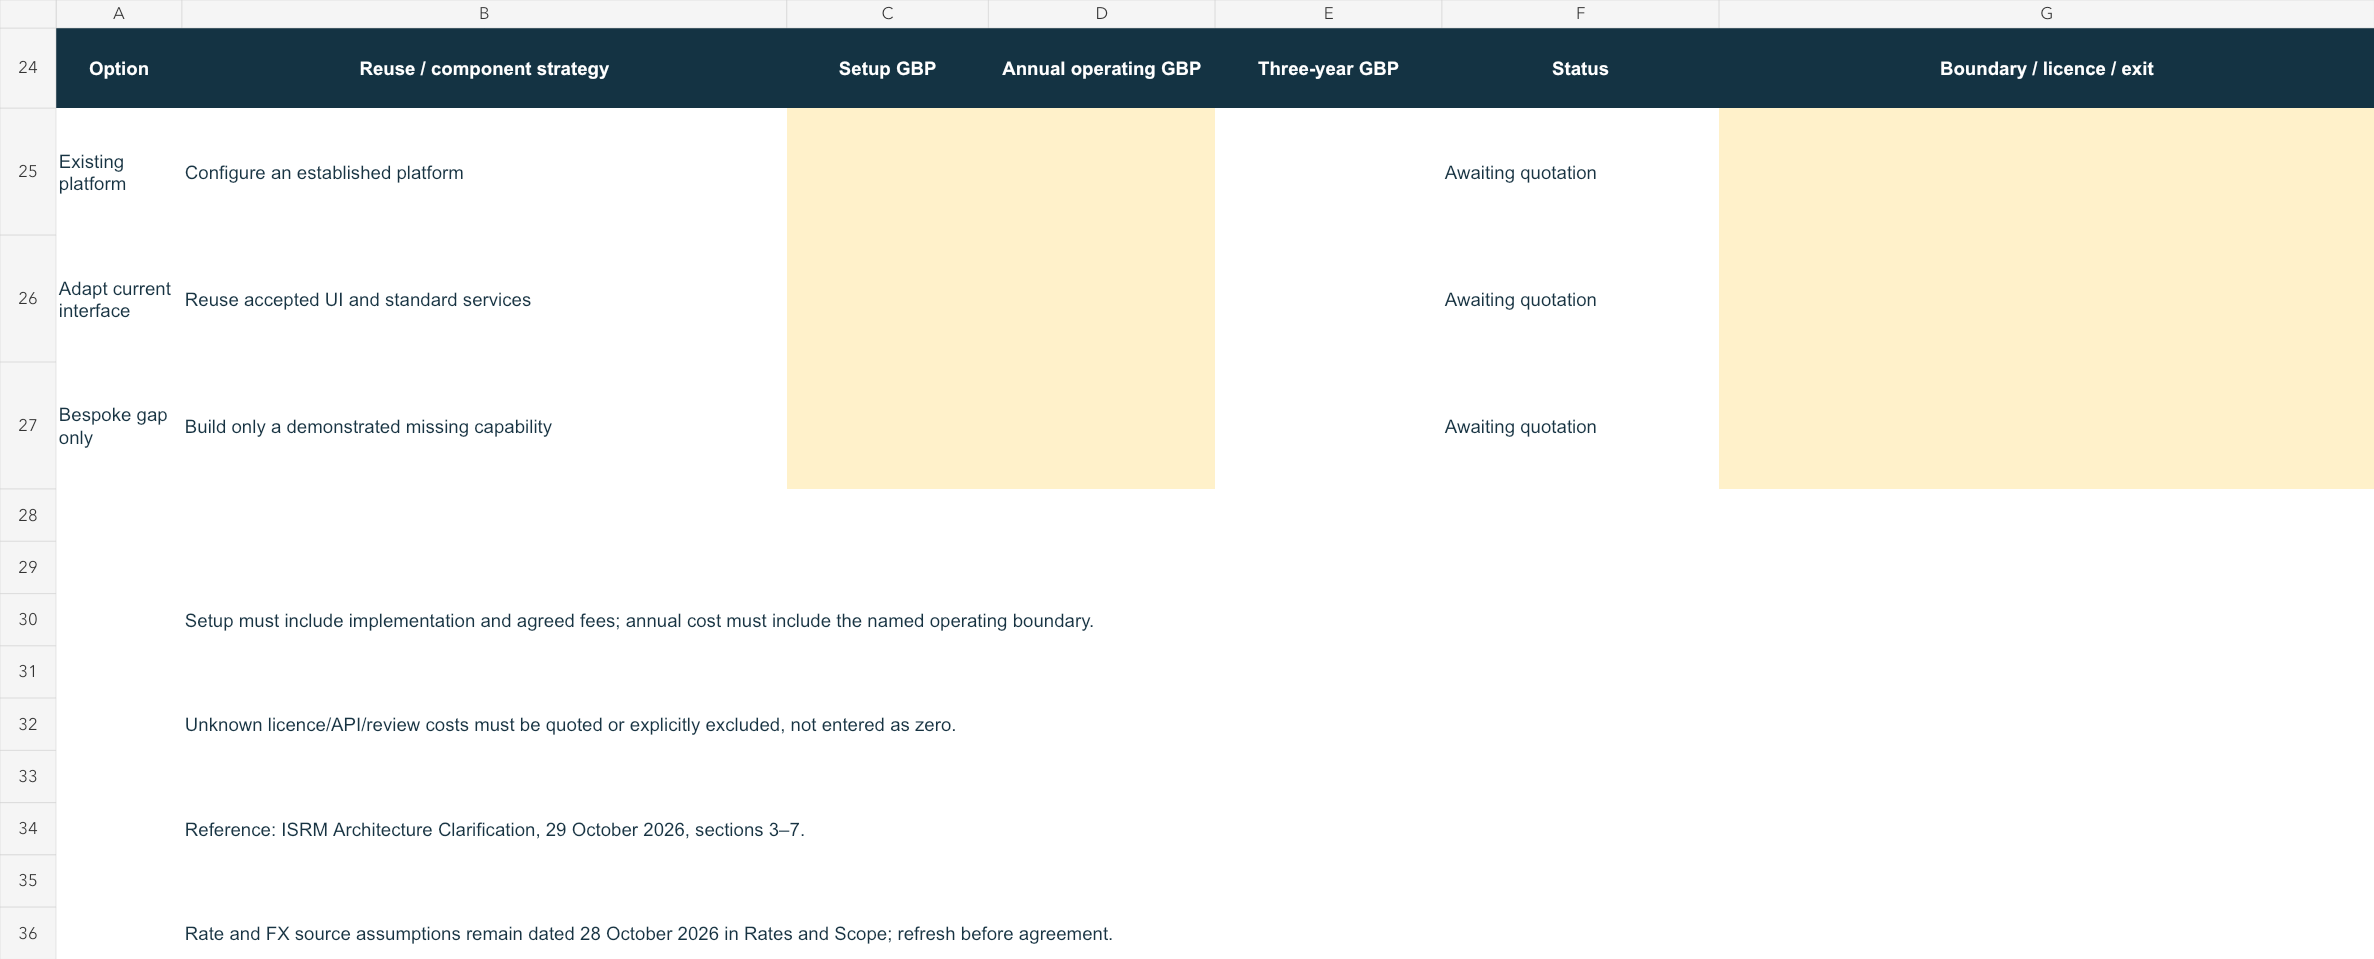 A B C D E F G
24 Option Reuse / component strategy Setup GBP Annual operating GBP Three-year GBP Status Boundary / licence / exit
25 Existing platform Configure an established platform Awaiting quotation
26 Adapt current interface Reuse accepted UI and standard services Awaiting quotation
27 Bespoke gap only Build only a demonstrated missing capability Awaiting quotation
28
29
30 Setup must include implementation and agreed fees; annual cost must include the named operating boundary.
31
32 Unknown licence/API/review costs must be quoted or explicitly excluded, not entered as zero.
33
34 Reference: ISRM Architecture Clarification, 29 October 2026, sections 3–7.
35
36 Rate and FX source assumptions remain dated 28 October 2026 in Rates and Scope; refresh before agreement.